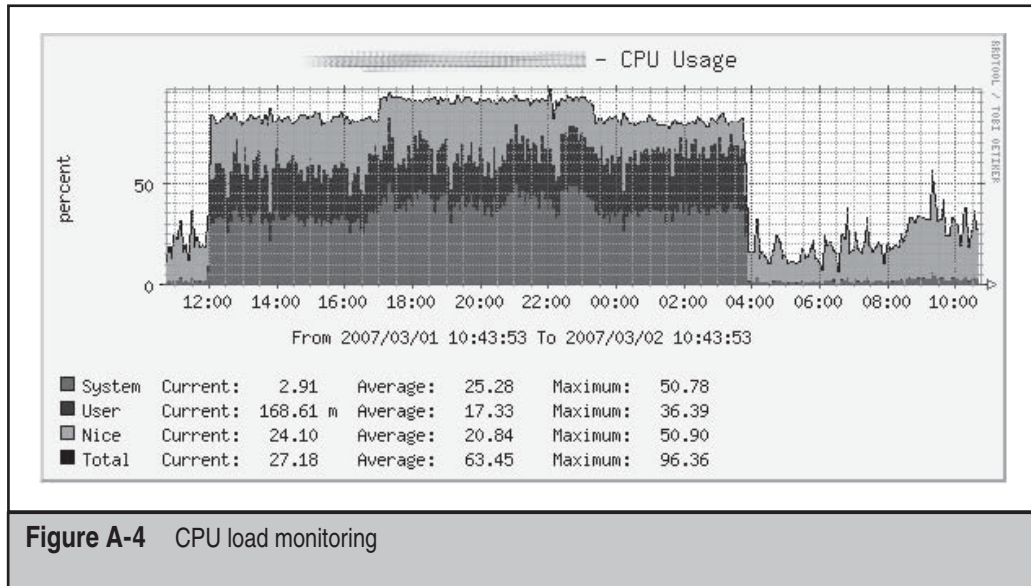 – CPU Usage
RRDTOOL / TOBI OETIKER
percent
50
0
12:00 14:00 16:00 18:00 20:00 22:00 00:00 02:00 04:00 06:00 08:00 10:00
From 2007/03/01 10:43:53 To 2007/03/02 10:43:53
System Current: 2.91 Average: 25.28 Maximum: 50.78
User Current: 168.61 m Average: 17.33 Maximum: 36.39
Nice Current: 24.10 Average: 20.84 Maximum: 50.90
Total Current: 27.18 Average: 63.45 Maximum: 96.36
Figure A-4 CPU load monitoring